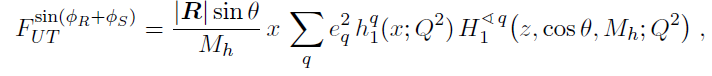 F_{UT}^{\sin(\phi_R+\phi_S)} = \frac{|\boldsymbol{R}| \sin\theta}{M_h} \, x \sum_q e_q^2 \, h_1^q(x; Q^2) \, H_1^{\sphericalangle \, q}(z, \cos\theta, M_h; Q^2) \, ,